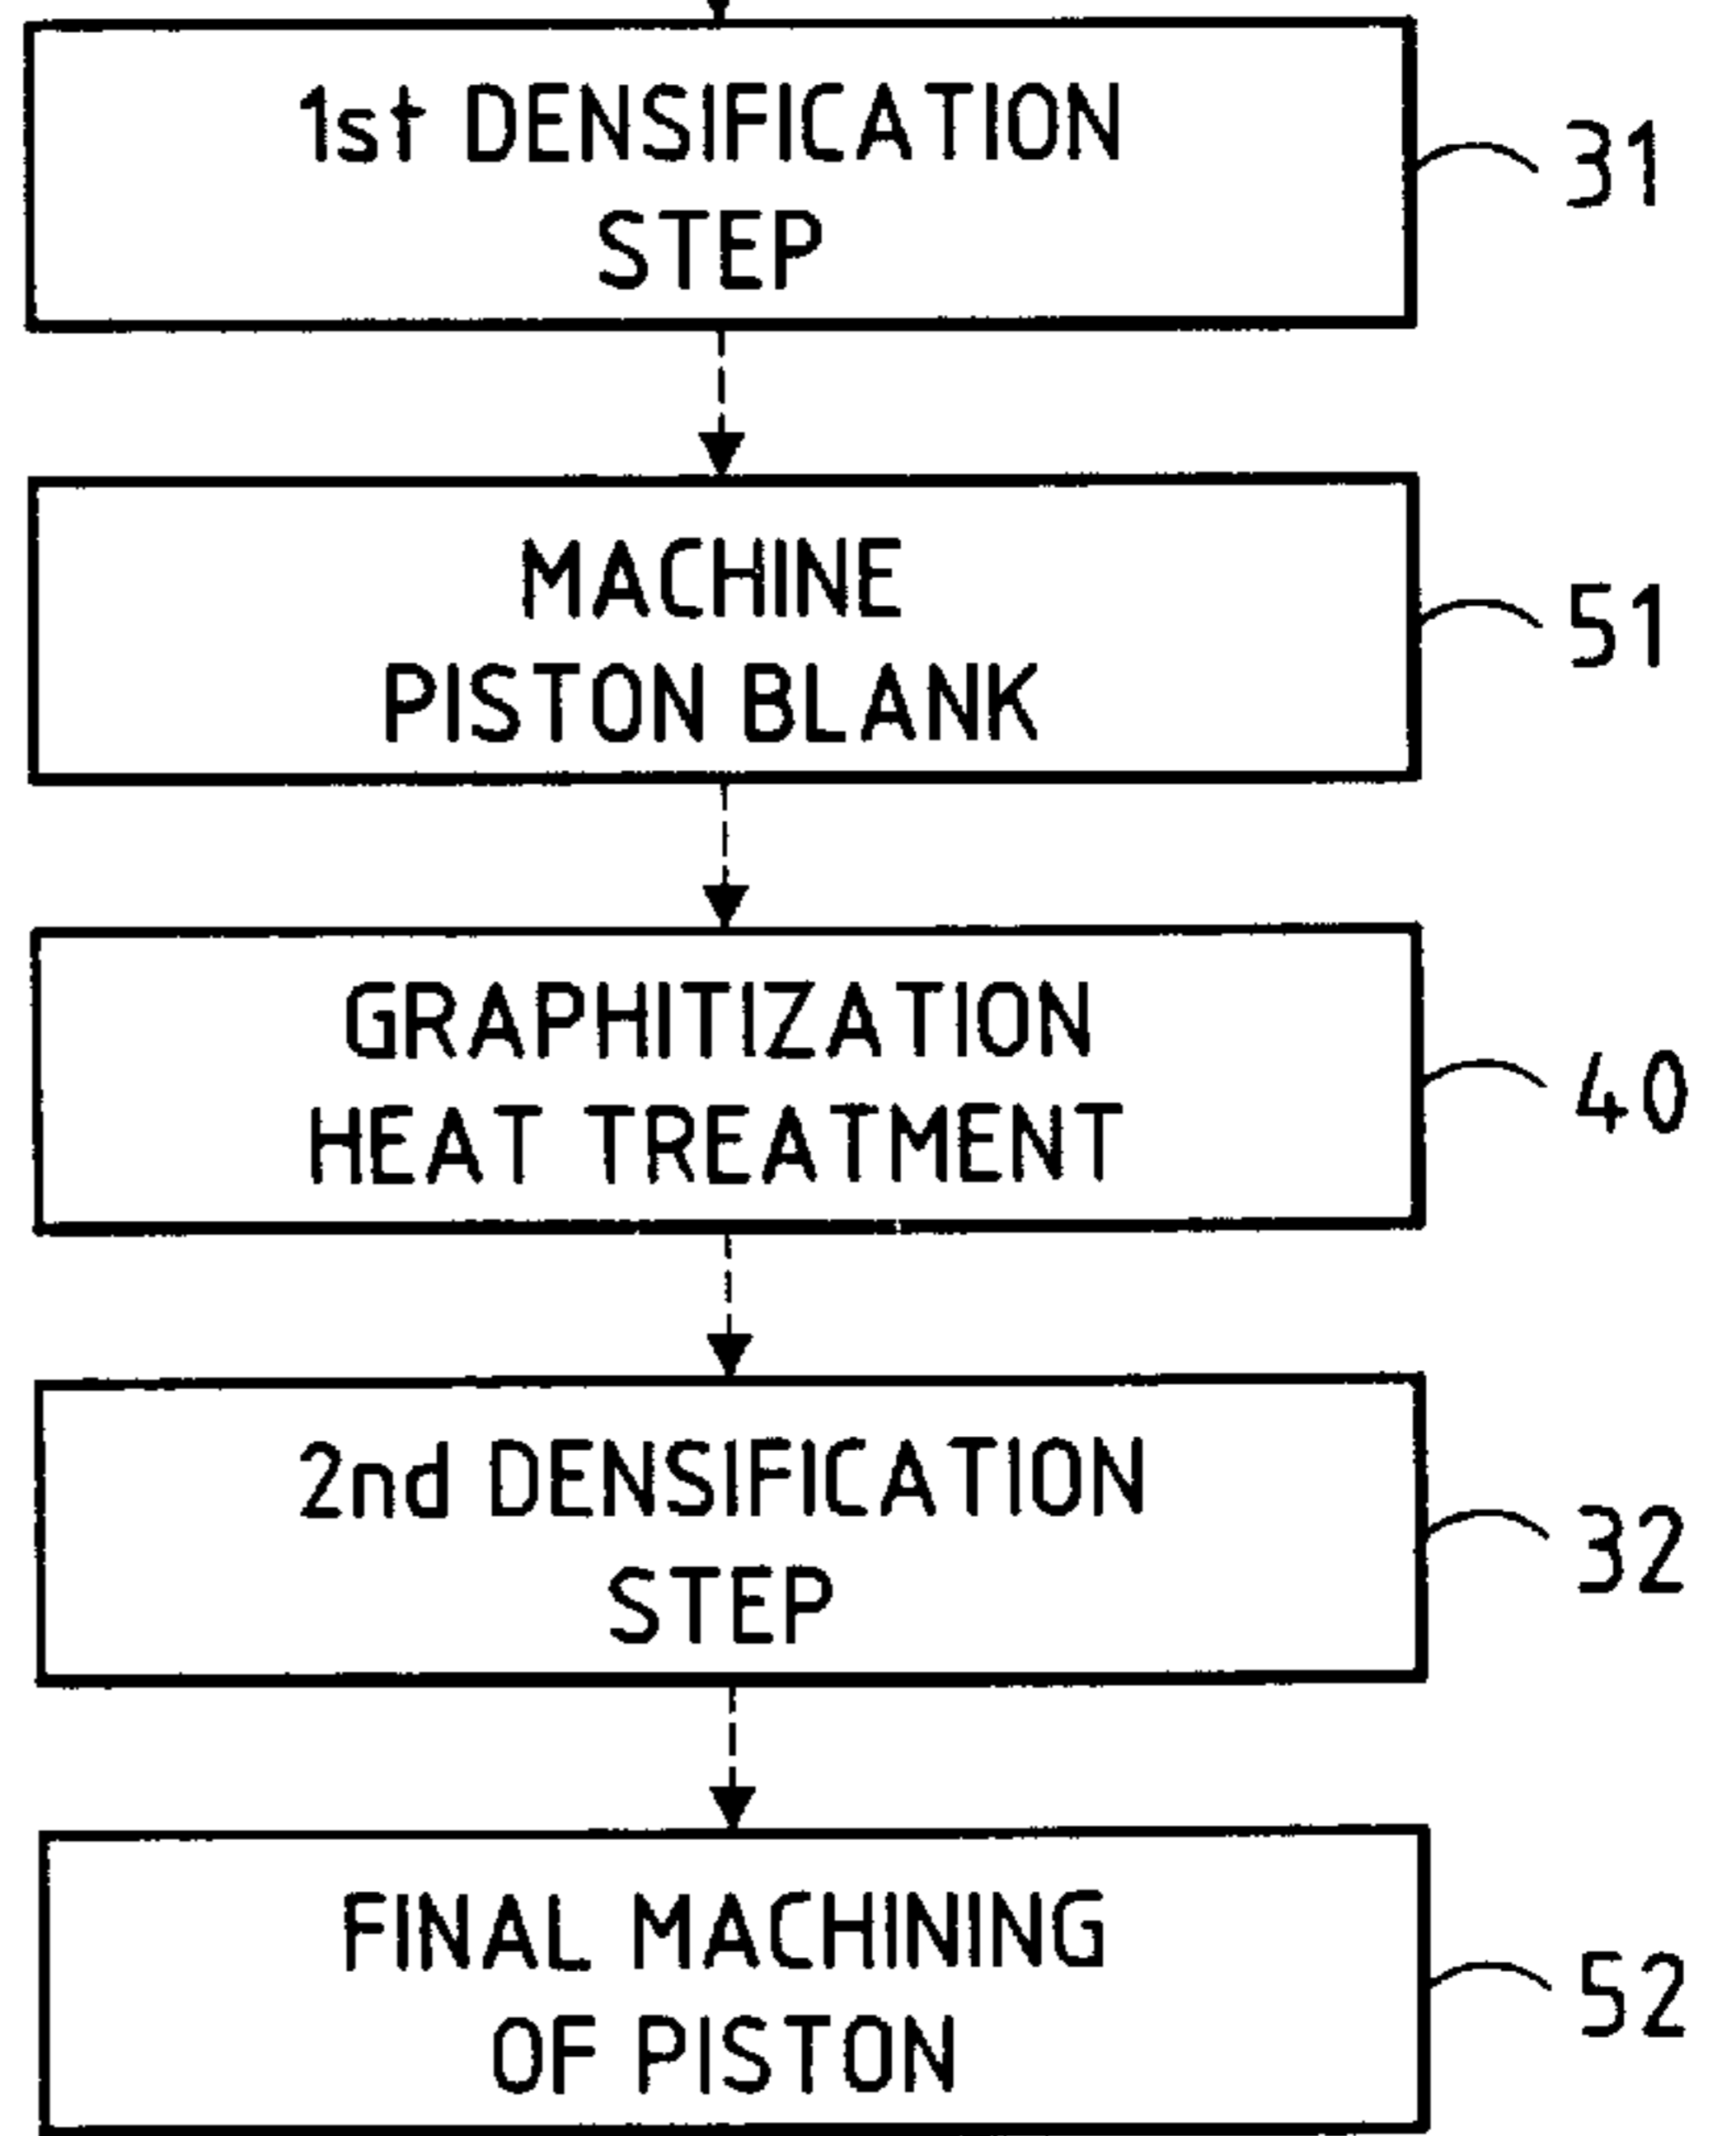 1st DENSIFICATION
STEP
31
MACHINE
PISTON BLANK
51
GRAPHITIZATION
HEAT TREATMENT
40
2nd DENSIFICATION
STEP
32
FINAL MACHINING
OF PISTON
52